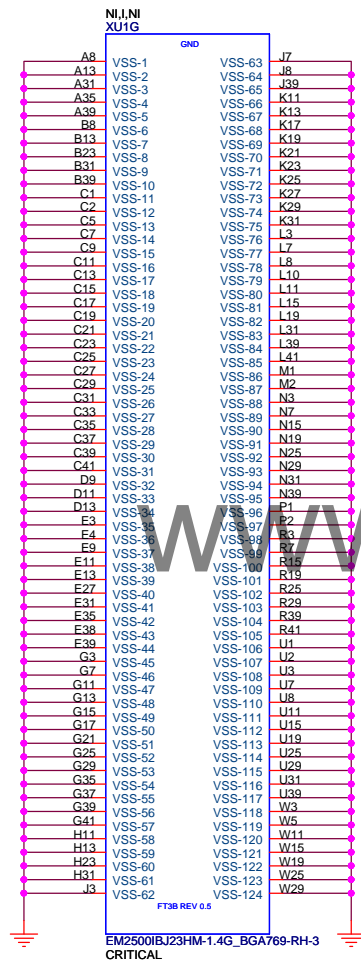 NI,I,NI
XU1G
GND
A8 VSS-1 VSS-63 J7
A13 VSS-2 VSS-64 J8
A31 VSS-3 VSS-65 J39
A35 VSS-4 VSS-66 K11
A39 VSS-5 VSS-67 K13
B8 VSS-6 VSS-68 K17
B13 VSS-7 VSS-69 K19
B23 VSS-8 VSS-70 K21
B31 VSS-9 VSS-71 K23
B39 VSS-10 VSS-72 K25
C1 VSS-11 VSS-73 K27
C2 VSS-12 VSS-74 K29
C5 VSS-13 VSS-75 K31
C7 VSS-14 VSS-76 L3
C9 VSS-15 VSS-77 L7
C11 VSS-16 VSS-78 L8
C13 VSS-17 VSS-79 L10
C15 VSS-18 VSS-80 L11
C17 VSS-19 VSS-81 L15
C19 VSS-20 VSS-82 L19
C21 VSS-21 VSS-83 L31
C23 VSS-22 VSS-84 L39
C25 VSS-23 VSS-85 L41
C27 VSS-24 VSS-86 M1
C29 VSS-25 VSS-87 M2
C31 VSS-26 VSS-88 N3
C33 VSS-27 VSS-89 N7
C35 VSS-28 VSS-90 N15
C37 VSS-29 VSS-91 N19
C39 VSS-30 VSS-92 N25
C41 VSS-31 VSS-93 N29
D9 VSS-32 VSS-94 N31
D11 VSS-33 VSS-95 N39
D13 VSS-34 VSS-96 P1
E3 VSS-35 VSS-97 P2
E4 VSS-36 VSS-98 R3
E9 VSS-37 VSS-99 R7
E11 VSS-38 VSS-100 R15
E13 VSS-39 VSS-101 R19
E27 VSS-40 VSS-102 R25
E31 VSS-41 VSS-103 R29
E35 VSS-42 VSS-104 R39
E38 VSS-43 VSS-105 R41
E39 VSS-44 VSS-106 U1
G3 VSS-45 VSS-107 U2
G7 VSS-46 VSS-108 U3
G11 VSS-47 VSS-109 U7
G13 VSS-48 VSS-110 U8
G15 VSS-49 VSS-111 U11
G17 VSS-50 VSS-112 U15
G21 VSS-51 VSS-113 U19
G25 VSS-52 VSS-114 U25
G29 VSS-53 VSS-115 U29
G35 VSS-54 VSS-116 U31
G37 VSS-55 VSS-117 U39
G39 VSS-56 VSS-118 W3
G41 VSS-57 VSS-119 W5
H11 VSS-58 VSS-120 W11
H13 VSS-59 VSS-121 W15
H23 VSS-60 VSS-122 W19
H31 VSS-61 VSS-123 W25
J3 VSS-62 VSS-124 W29
FT3B REV 0.5
EM2500IBJ23HM-1.4G_BGA769-RH-3
CRITICAL